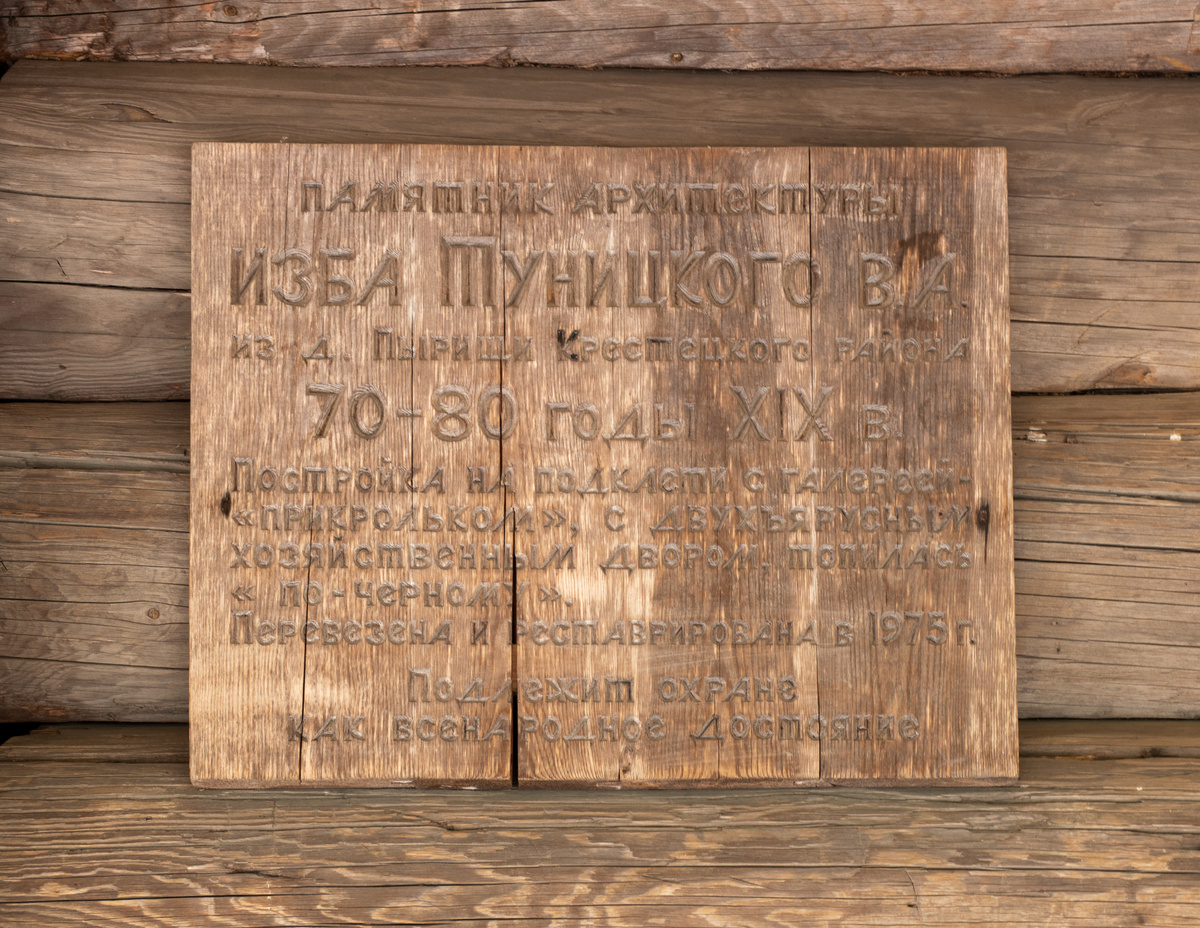 ПАМЯТНИК АРХИТЕКТУРЫ
ИЗБА ТУНИЦКОГО В.А.
ИЗ Д. ПЫРИЩИ КРЕСТЕЦКОГО РАЙОНА
70-80 ГОДЫ XIX В.
ПОСТРОЙКА НА ПОДКЛЕТИ С ГАЛЕРЕЕЙ-
«ПРИКРОЛЬКОМ», С ДВУХЪЯРУСНЫМ
ХОЗЯЙСТВЕННЫМ ДВОРОМ. ТОПИЛАСЬ
« ПО-ЧЕРНОМУ».
ПЕРЕВЕЗЕНА И РЕСТАВРИРОВАНА В 1975 Г.
ПОДЛЕЖИТ ОХРАНЕ
КАК ВСЕНАРОДНОЕ ДОСТОЯНИЕ